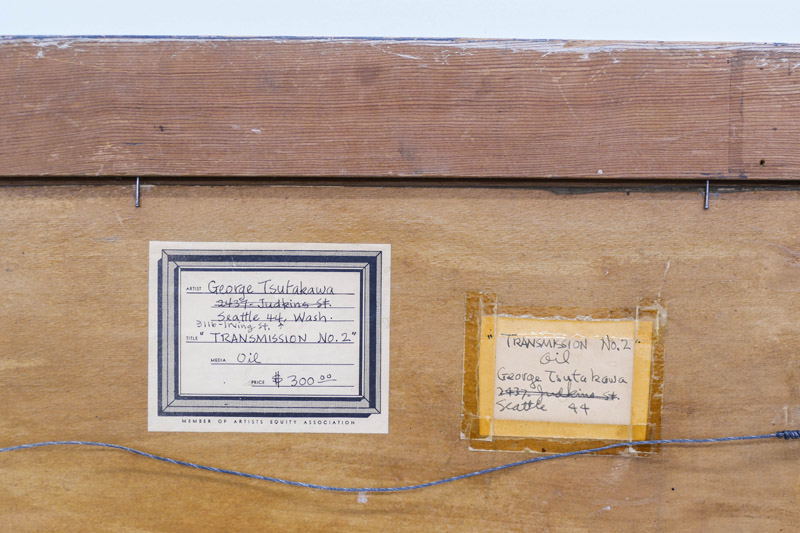 ARTIST George Tsutakawa
2437- Judkins St.
Seattle 44, Wash.
3116-Irving St. ↑
TITLE "TRANSMISSION No. 2"
MEDIA Oil
PRICE $ 300 00
MEMBER OF ARTISTS EQUITY ASSOCIATION
"TRANSMISSION No. 2"
Oil
George Tsutakawa
2437- Judkins St.
Seattle 44